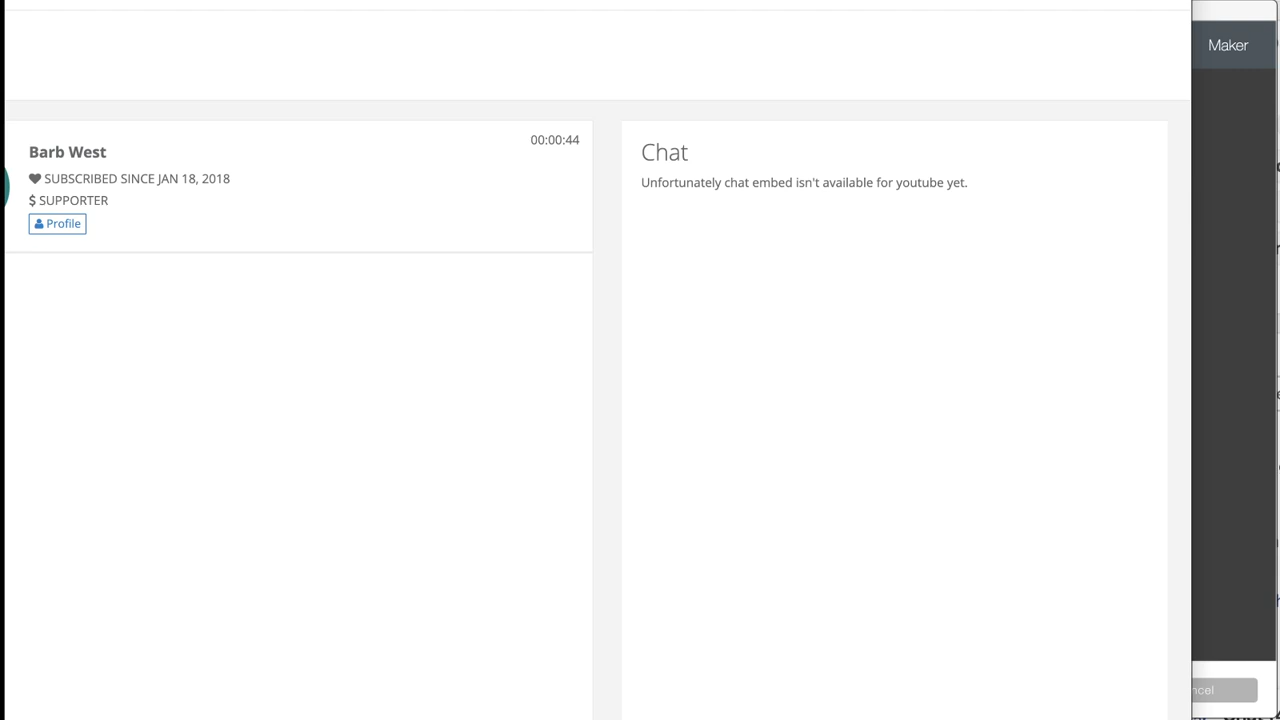 Maker
Barb West
00:00:44
SUBSCRIBED SINCE JAN 18, 2018
$ SUPPORTER
Profile
Chat
Unfortunately chat embed isn't available for youtube yet.